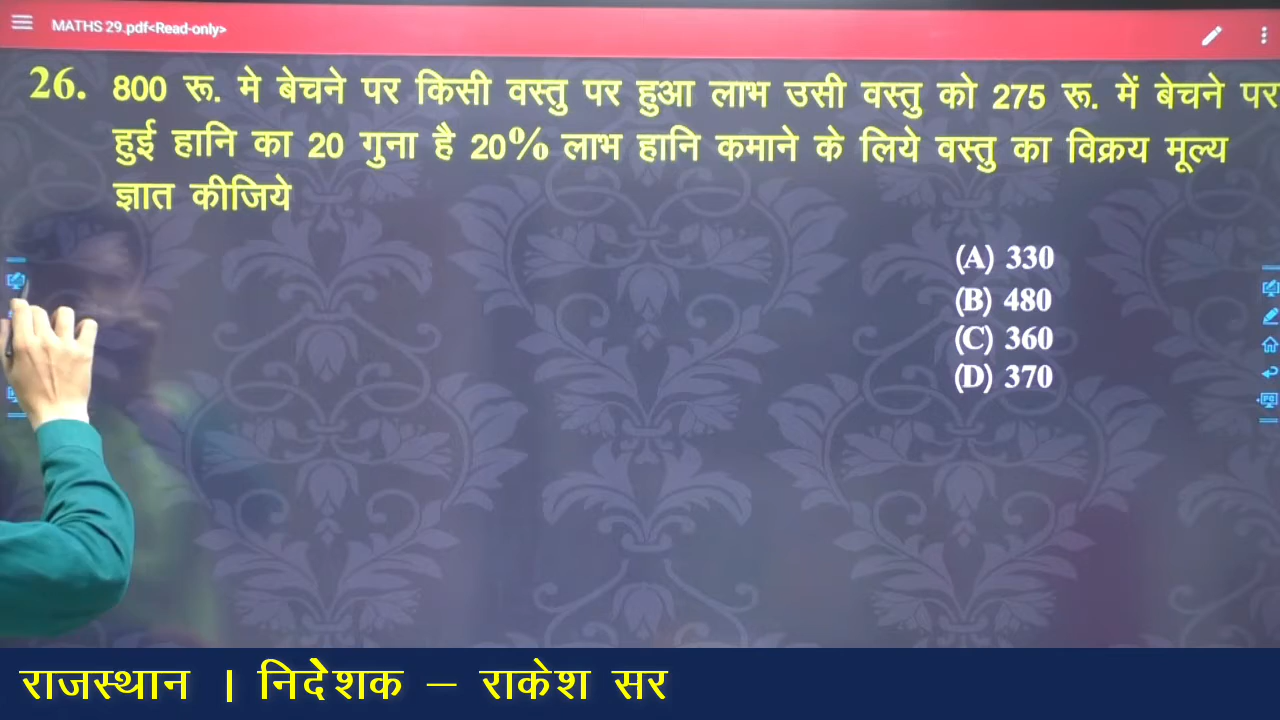 MATHS 29.pdf<Read-only>
26. 800 रू. मे बेचने पर किसी वस्तु पर हुआ लाभ उसी वस्तु को 275 रू. में बेचने पर
हुई हानि का 20 गुना है 20% लाभ हानि कमाने के लिये वस्तु का विक्रय मूल्य
ज्ञात कीजिये
(A) 330
(B) 480
(C) 360
(D) 370
राजस्थान । निदेशक – राकेश सर